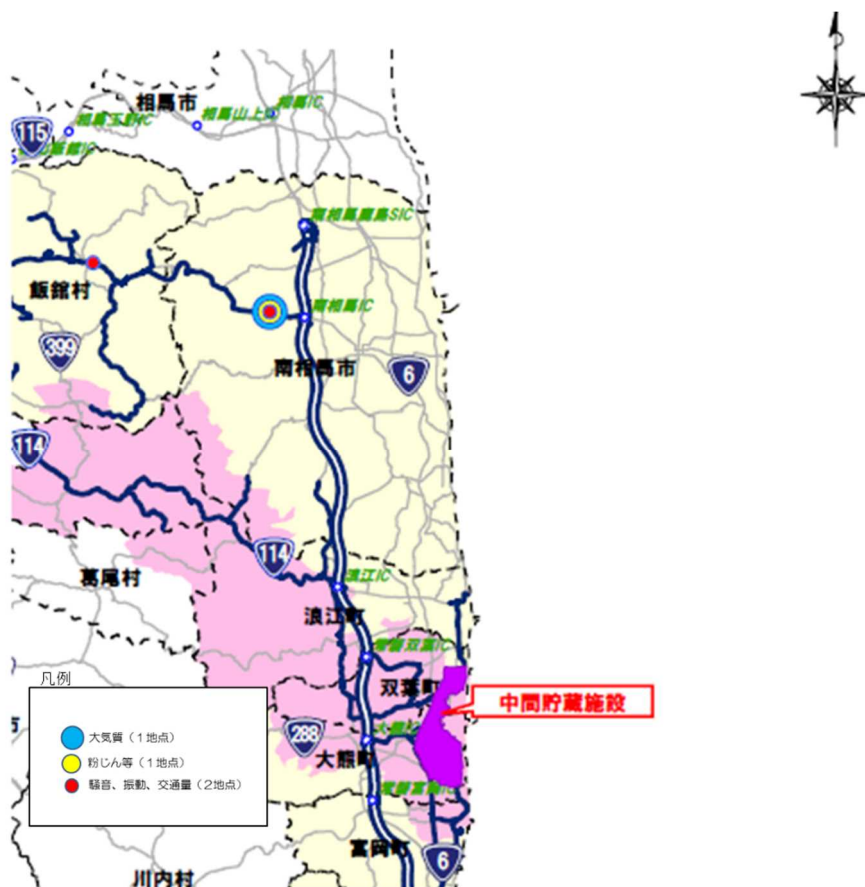 相馬市
相馬山上IC
相馬IC
相馬玉野IC
115
南相馬鹿島SIC
飯舘村
南相馬IC
399
南相馬市
6
114
114
葛尾村
浪江IC
浪江町
常磐双葉IC
双葉町
中間貯蔵施設
大熊IC
288
大熊町
常磐富岡IC
富岡町
6
川内村
凡例
大気質(1地点)
粉じん等(1地点)
騒音、振動、交通量(2地点)
市